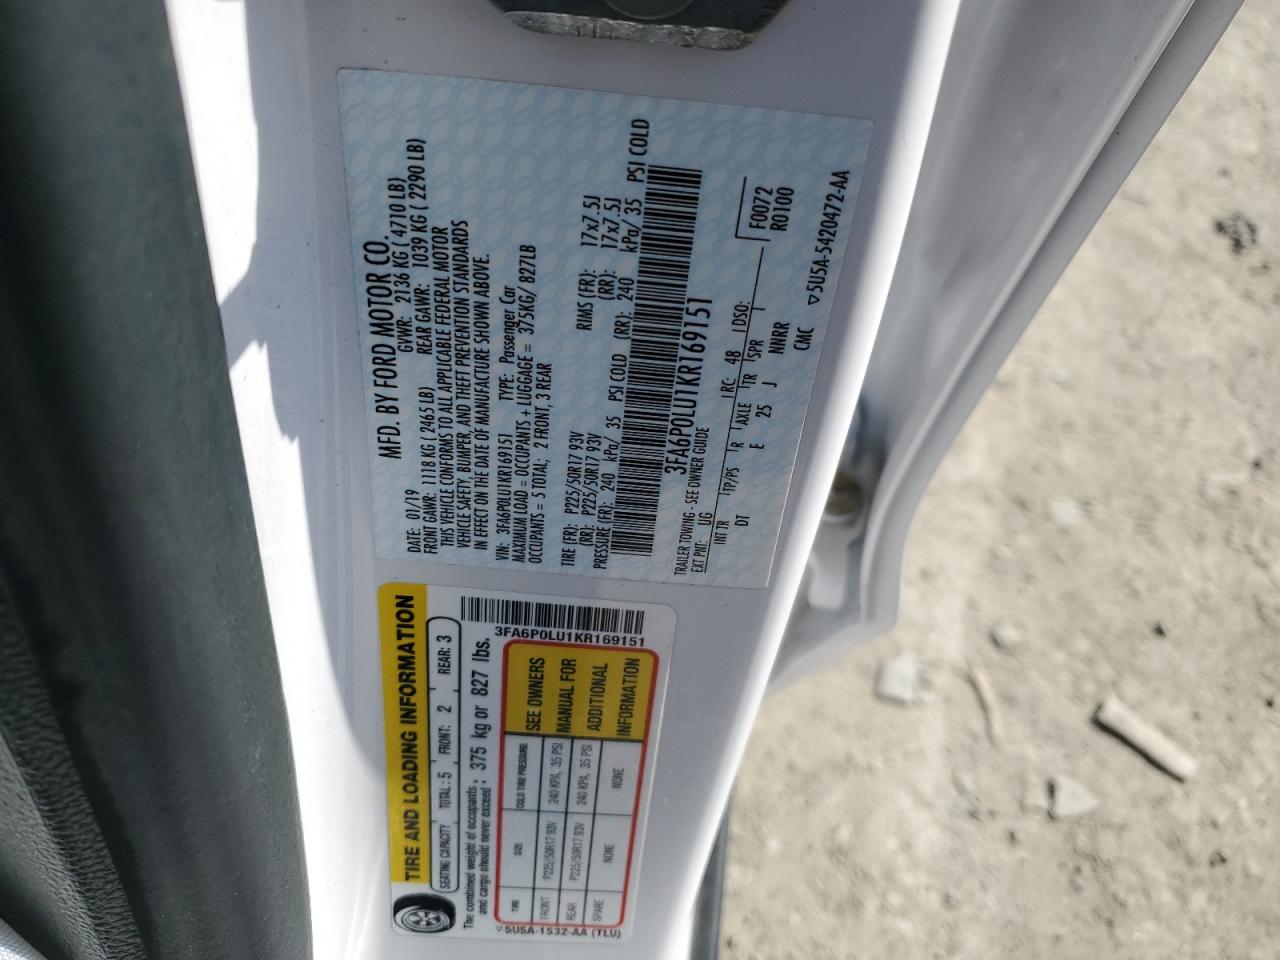 MFD. BY FORD MOTOR CO.
DATE: 01/19 GVWR: 2136 KG ( 4710 LB)
FRONT GAWR: 1118 KG ( 2465 LB) REAR GAWR: 1039 KG ( 2290 LB)
THIS VEHICLE CONFORMS TO ALL APPLICABLE FEDERAL MOTOR
VEHICLE SAFETY, BUMPER, AND THEFT PREVENTION STANDARDS
IN EFFECT ON THE DATE OF MANUFACTURE SHOWN ABOVE.
VIN: 3FA6P0LU1KR169151 TYPE: Passenger Car
MAXIMUM LOAD = OCCUPANTS + LUGGAGE = 375KG/ 827LB
OCCUPANTS = 5 TOTAL: 2 FRONT, 3 REAR
TIRE (FR): P225/50R17 93V RIMS (FR): 17x7.5J
(RR): P225/50R17 93V (RR): 17x7.5J
PRESSURE (FR): 240 kPa/ 35 PSI COLD (RR): 240 kPa/ 35 PSI COLD
3FA6P0LU1KR169151
TRAILER TOWING - SEE OWNER GUIDE F0072
EXT PNT: UG RC: 48 DSO: R0100
INT TR TP/PS R AXLE TR SPR
DT E 25 J NNRR
CMC ▽5U5A-5420472-AA
TIRE AND LOADING INFORMATION
SEATING CAPACITY TOTAL: 5 FRONT: 2 REAR: 3
The combined weight of occupants and cargo should never exceed: 375 kg or 827 lbs.
3FA6P0LU1KR169151
TIRE SIZE COLD TIRE PRESSURE SEE OWNERS
FRONT P225/50R17 93V 240 KPA, 35 PSI MANUAL FOR
REAR P225/50R17 93V 240 KPA, 35 PSI ADDITIONAL
SPARE NONE NONE INFORMATION
▽5U5A-1532-AA (TLU)